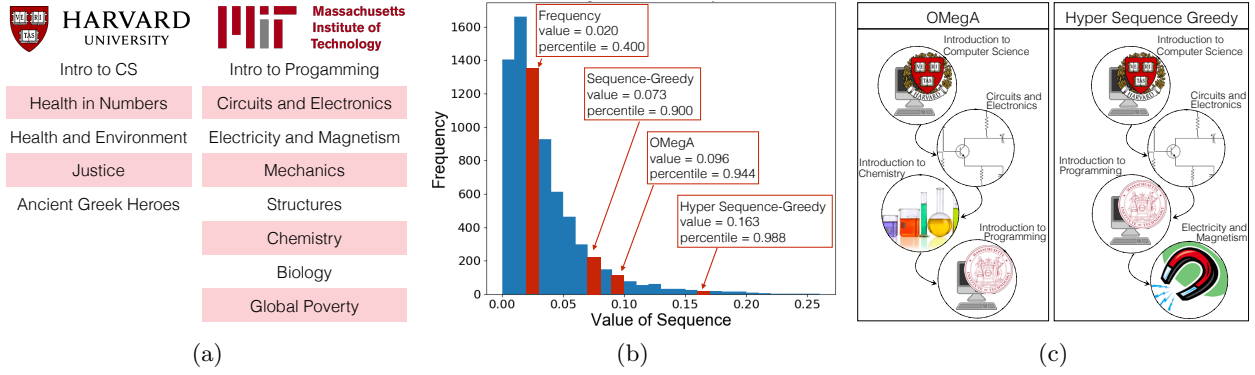 HARVARD
UNIVERSITY
Massachusetts
Institute of
Technology
Intro to CS
Health in Numbers
Health and Environment
Justice
Ancient Greek Heroes
Intro to Progamming
Circuits and Electronics
Electricity and Magnetism
Mechanics
Structures
Chemistry
Biology
Global Poverty
(a)
Frequency
1600
1400
1200
1000
800
600
400
200
0
0.00
0.05
0.10
0.15
0.20
0.25
Value of Sequence
Frequency
value = 0.020
percentile = 0.400
Sequence-Greedy
value = 0.073
percentile = 0.900
OMegA
value = 0.096
percentile = 0.944
Hyper Sequence-Greedy
value = 0.163
percentile = 0.988
(b)
OMegA
Introduction to
Computer Science
HARVARD
Circuits and
Electronics
Introduction to
Chemistry
Introduction to
Programming
Hyper Sequence Greedy
Introduction to
Computer Science
HARVARD
Circuits and
Electronics
Introduction to
Programming
Electricity and
Magnetism
(c)